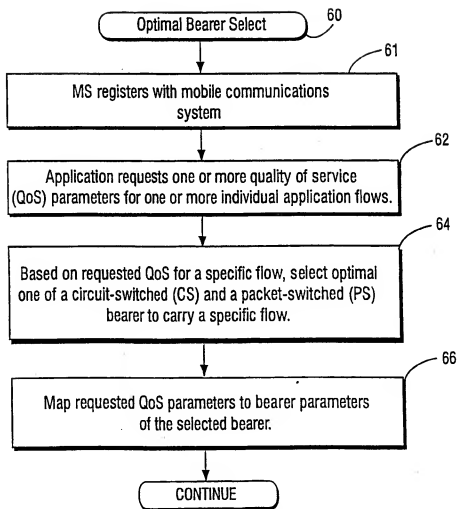 Optimal Bearer Select
60
61
MS registers with mobile communications
system
62
Application requests one or more quality of service
(QoS) parameters for one or more individual application flows.
64
Based on requested QoS for a specific flow, select optimal
one of a circuit-switched (CS) and a packet-switched (PS)
bearer to carry a specific flow.
66
Map requested QoS parameters to bearer parameters
of the selected bearer.
CONTINUE